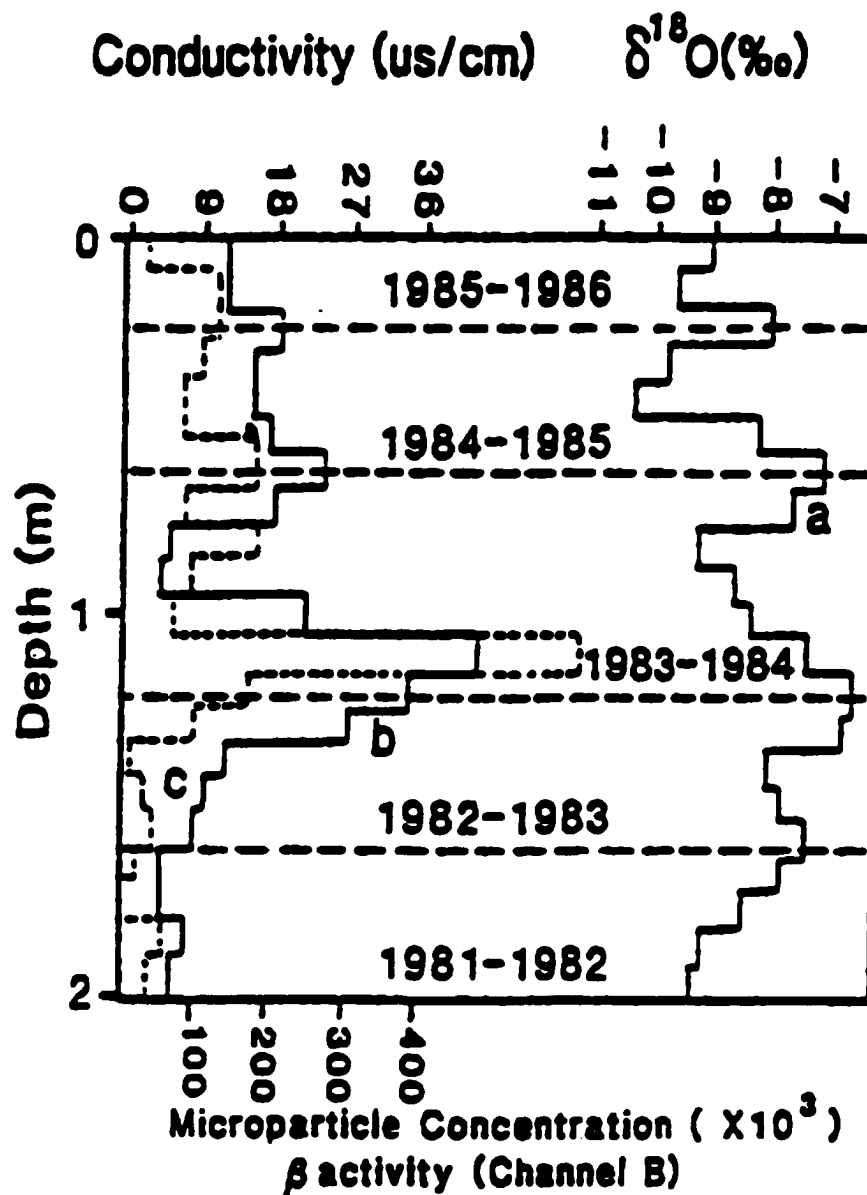 Conductivity (us/cm) δ¹⁸O(‰)
0 9 18 27 36 -11 -10 -9 -8 -7
0
1985-1986
1984-1985
a
Depth (m)
1
1983-1984
b
c
1982-1983
1981-1982
2
100 200 300 400
Microparticle Concentration ( X10³)
β activity (Channel B)